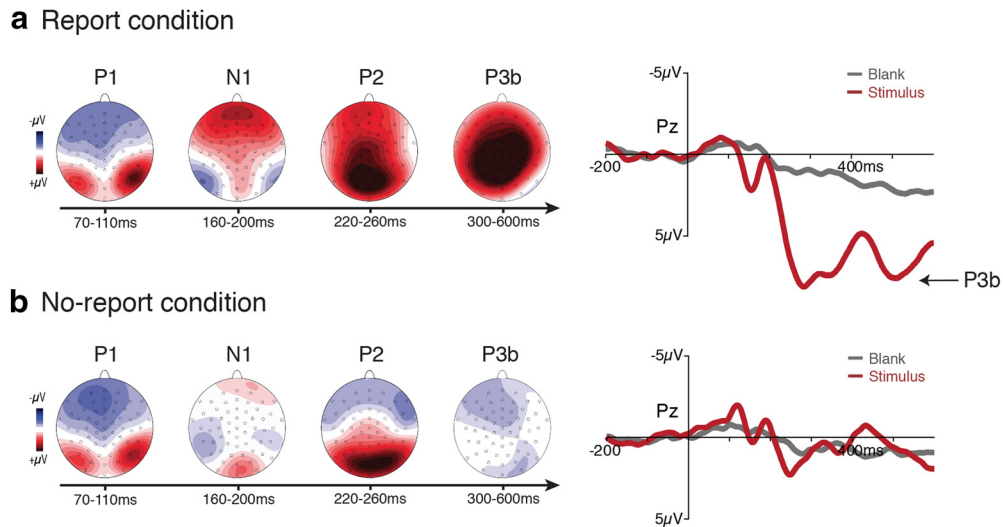 a Report condition
P1 N1 P2 P3b
-µV
+µV
70-110ms 160-200ms 220-260ms 300-600ms
-5µV
Blank
Stimulus
Pz
-200 400ms
5µV
P3b
b No-report condition
P1 N1 P2 P3b
-µV
+µV
70-110ms 160-200ms 220-260ms 300-600ms
-5µV
Blank
Stimulus
Pz
-200 400ms
5µV